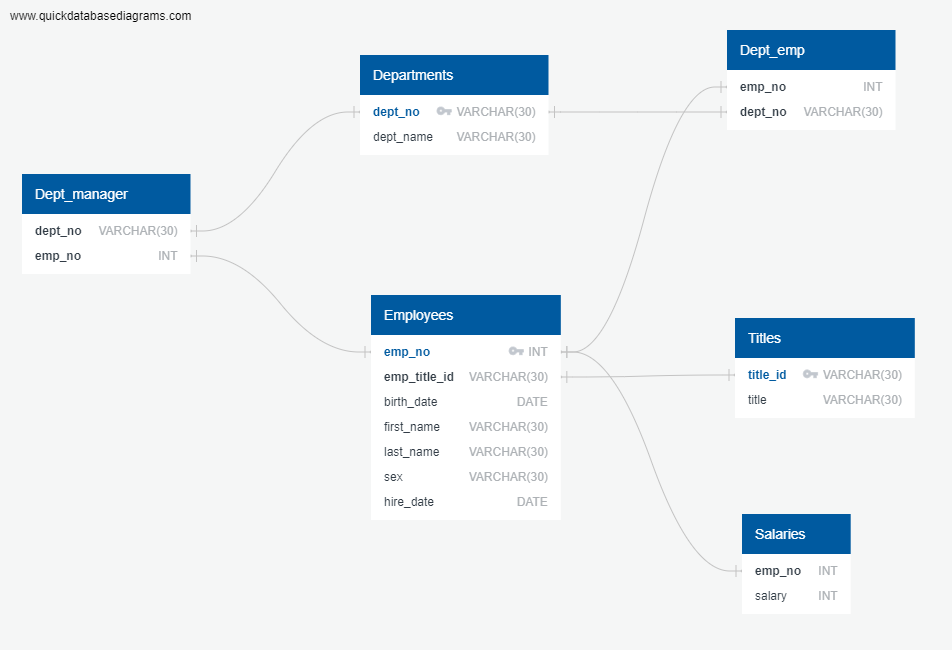 www.quickdatabasediagrams.com
Departments
dept_no VARCHAR(30)
dept_name VARCHAR(30)
Dept_emp
emp_no INT
dept_no VARCHAR(30)
Dept_manager
dept_no VARCHAR(30)
emp_no INT
Employees
emp_no INT
emp_title_id VARCHAR(30)
birth_date DATE
first_name VARCHAR(30)
last_name VARCHAR(30)
sex VARCHAR(30)
hire_date DATE
Titles
title_id VARCHAR(30)
title VARCHAR(30)
Salaries
emp_no INT
salary INT